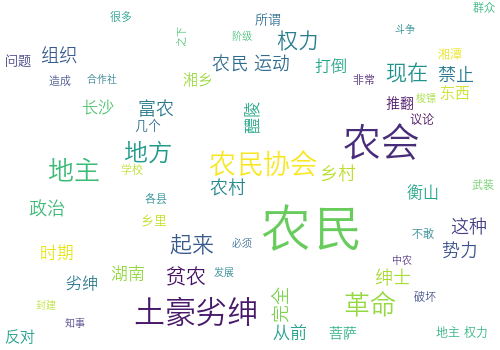 群众
很多
所谓
斗争
之下
阶级
权力
问题
组织
农民
运动
打倒
湘潭
现在
禁止
造成
合作社
湘乡
非常
东西
长沙
富农
醴陵
推翻
梭镖
几个
议论
农会
地方
农民协会
地主
学校
乡村
农村
武装
各县
衡山
政治
乡里
农民
这种
不敢
起来
必须
势力
时期
中农
湖南
贫农
发展
绅士
劣绅
完全
破坏
封建
土豪劣绅
革命
知事
从前
菩萨
反对
地主
权力